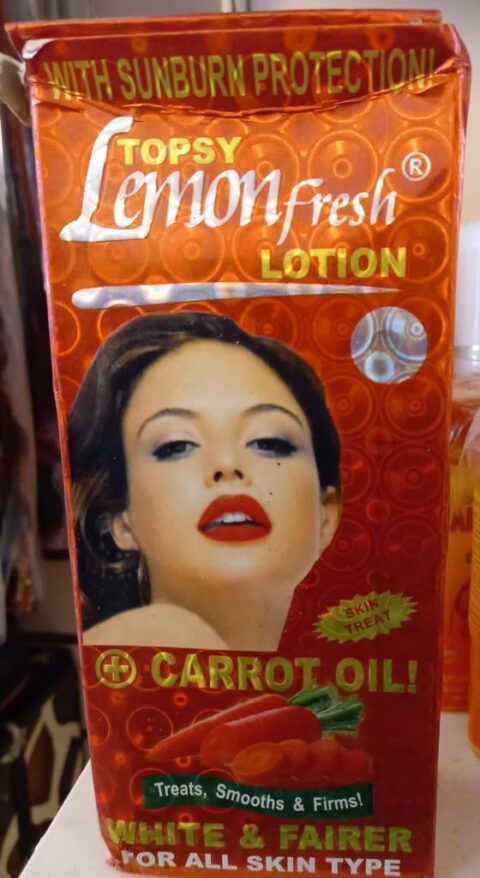 WITH SUNBURN PROTECTION!
TOPSY
Lemon fresh ®
LOTION
SKIN
TREAT
+ CARROT OIL!
Treats, Smooths & Firms!
WHITE & FAIRER
FOR ALL SKIN TYPE